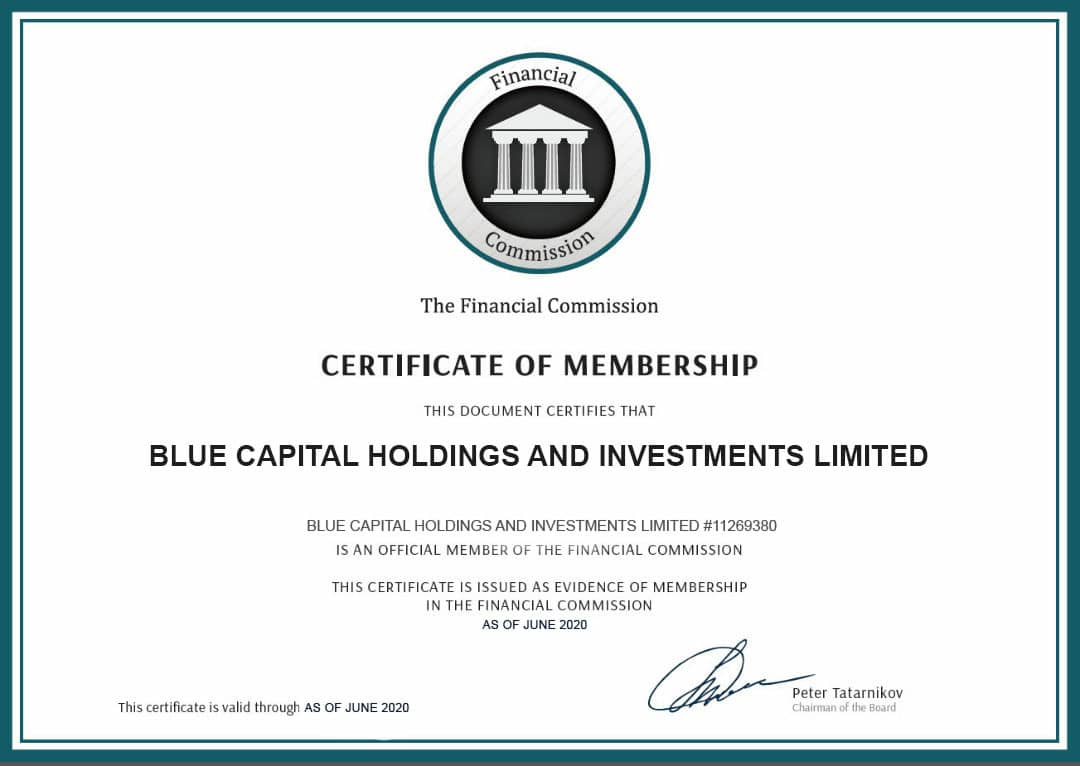 Financial
Commission
The Financial Commission
CERTIFICATE OF MEMBERSHIP
THIS DOCUMENT CERTIFIES THAT
BLUE CAPITAL HOLDINGS AND INVESTMENTS LIMITED
BLUE CAPITAL HOLDINGS AND INVESTMENTS LIMITED #11269380
IS AN OFFICIAL MEMBER OF THE FINANCIAL COMMISSION
THIS CERTIFICATE IS ISSUED AS EVIDENCE OF MEMBERSHIP
IN THE FINANCIAL COMMISSION
AS OF JUNE 2020
This certificate is valid through AS OF JUNE 2020
Peter Tatarnikov
Chairman of the Board